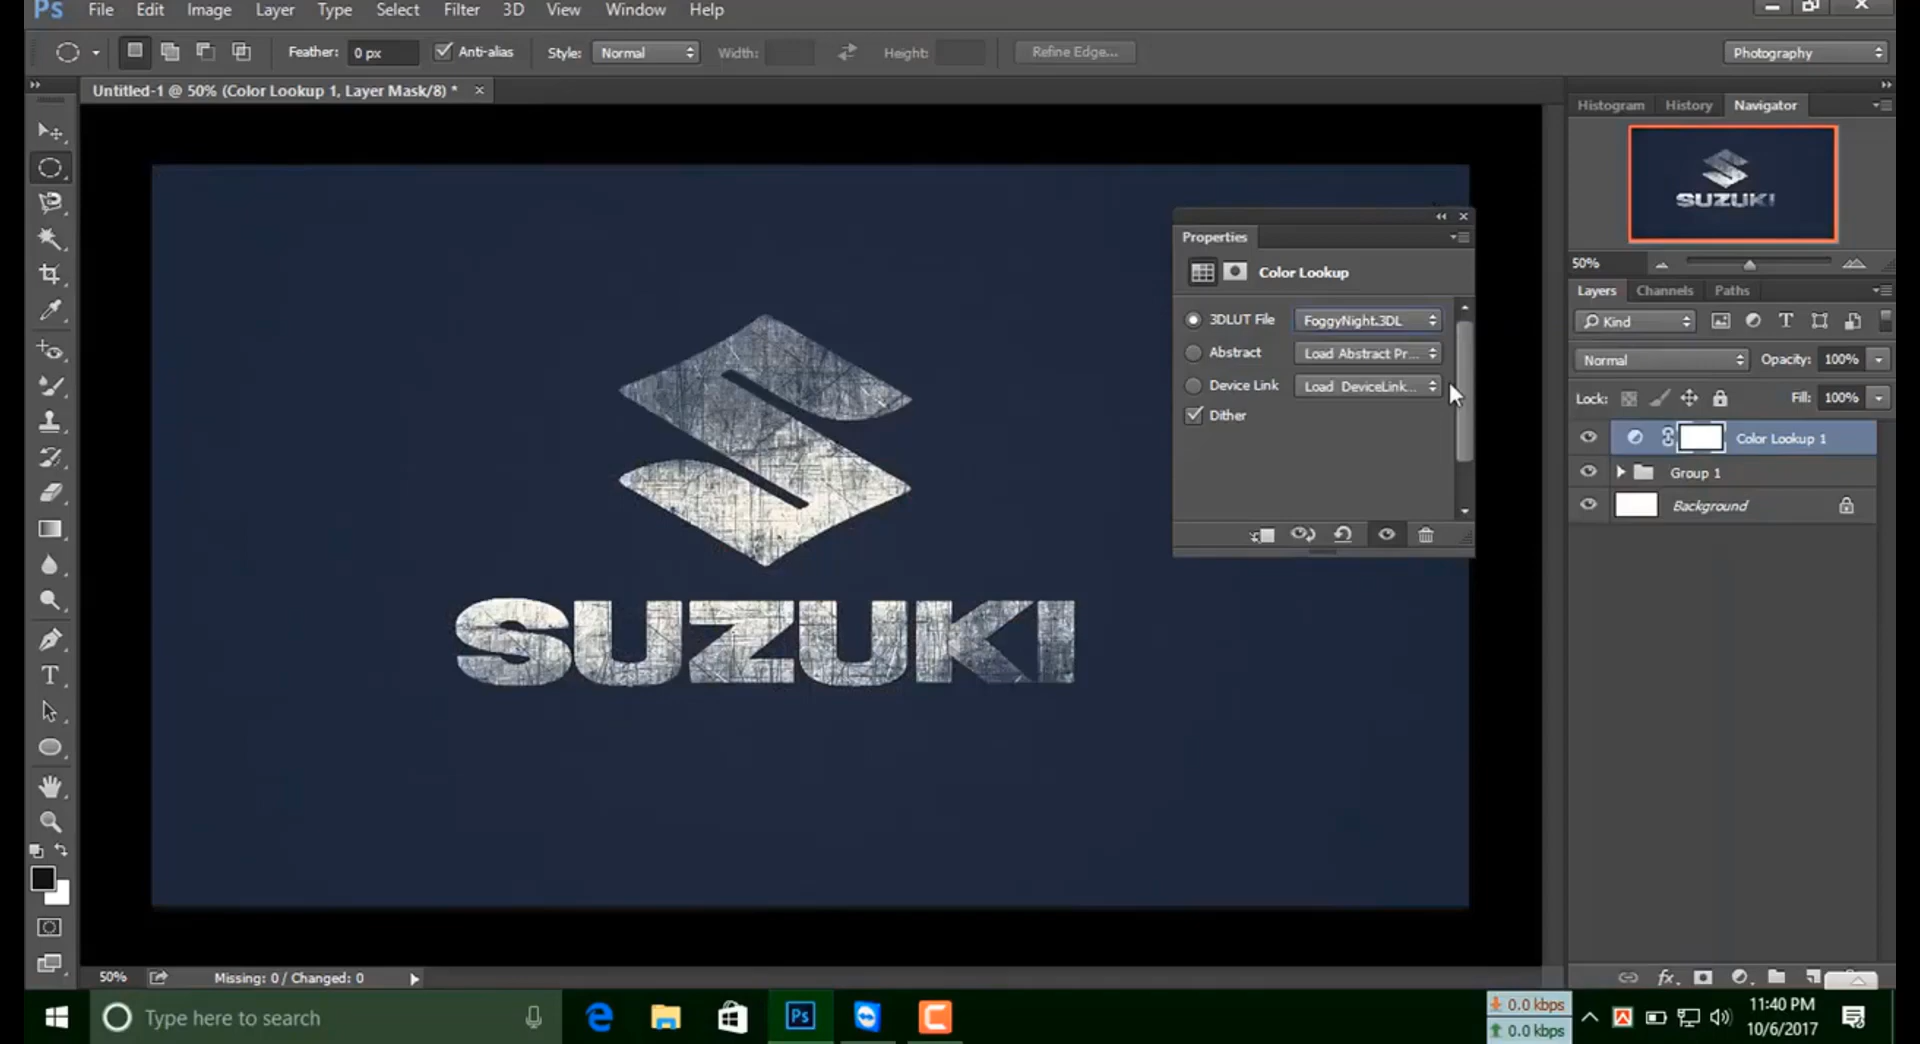 Ps File Edit Image Layer Type Select Filter 3D View Window Help
Feather: 0 px Anti-alias Style: Normal Width: Height: Refine Edge... Photography
Untitled-1 @ 50% (Color Lookup 1, Layer Mask/8) * ×
Histogram History Navigator
SUZUKI
50%
Properties
Color Lookup
3DLUT File FoggyNight.3DL
Abstract Load Abstract Pr...
Device Link Load DeviceLink...
Dither
Layers Channels Paths
Kind
Normal Opacity: 100%
Lock: Fill: 100%
Color Lookup 1
Group 1
Background
SUZUKI
50% Missing: 0 / Changed: 0
fx
Type here to search
Ps
0.0 kbps
0.0 kbps
11:40 PM
10/6/2017